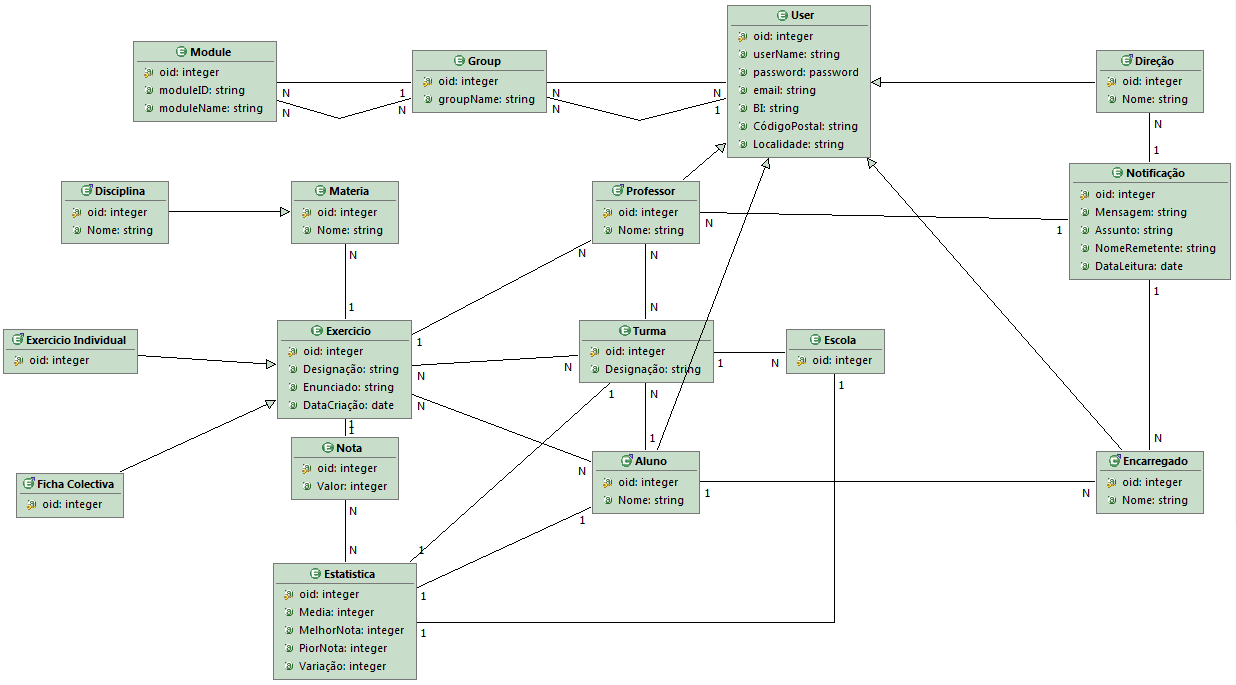 User
oid: integer
userName: string
password: password
email: string
BI: string
CódigoPostal: string
Localidade: string
Module
oid: integer
moduleID: string
moduleName: string
N
N
1
N
Group
oid: integer
groupName: string
N
N
N
1
Direção
oid: integer
Nome: string
N
1
Notificação
oid: integer
Mensagem: string
Assunto: string
NomeRemetente: string
DataLeitura: date
1
N
Disciplina
oid: integer
Nome: string
Materia
oid: integer
Nome: string
N
1
Professor
oid: integer
Nome: string
N
1
N
N
N
1
Exercicio Individual
oid: integer
Exercicio
oid: integer
Designação: string
Enunciado: string
DataCriação: date
N
N
N
N
1
1
Turma
oid: integer
Designação: string
1
N
Escola
oid: integer
1
1
N
1
1
Nota
oid: integer
Valor: integer
N
N
Ficha Colectiva
oid: integer
Aluno
oid: integer
Nome: string
1
N
1
Encarregado
oid: integer
Nome: string
Estatistica
oid: integer
Media: integer
MelhorNota: integer
PiorNota: integer
Variação: integer
1
1